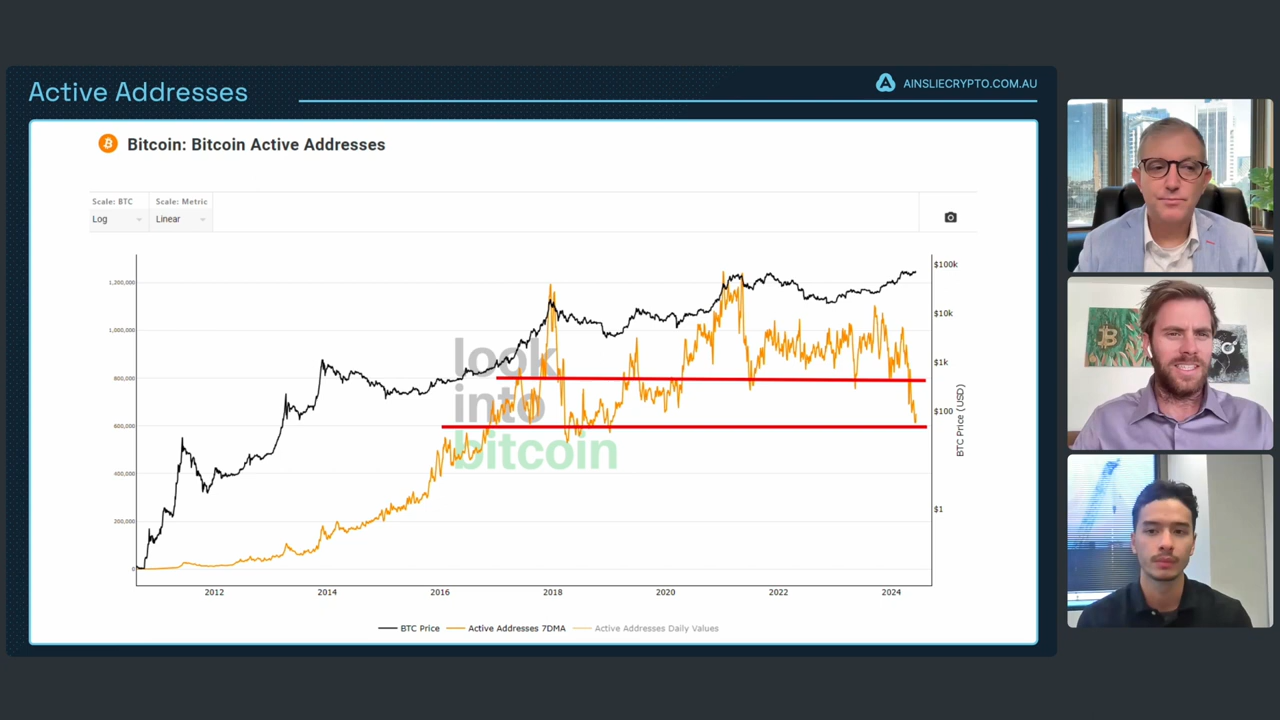 Active Addresses
AINSLIECRYPTO.COM.AU
Bitcoin: Bitcoin Active Addresses
Scale: BTC
Log
Scale: Metric
Linear
1,200,000
1,000,000
800,000
600,000
400,000
200,000
0
$100k
$10k
$1k
$100
$1
BTC Price (USD)
look
into
bitcoin
2012
2014
2016
2018
2020
2022
2024
BTC Price
Active Addresses 7DMA
Active Addresses Daily Values